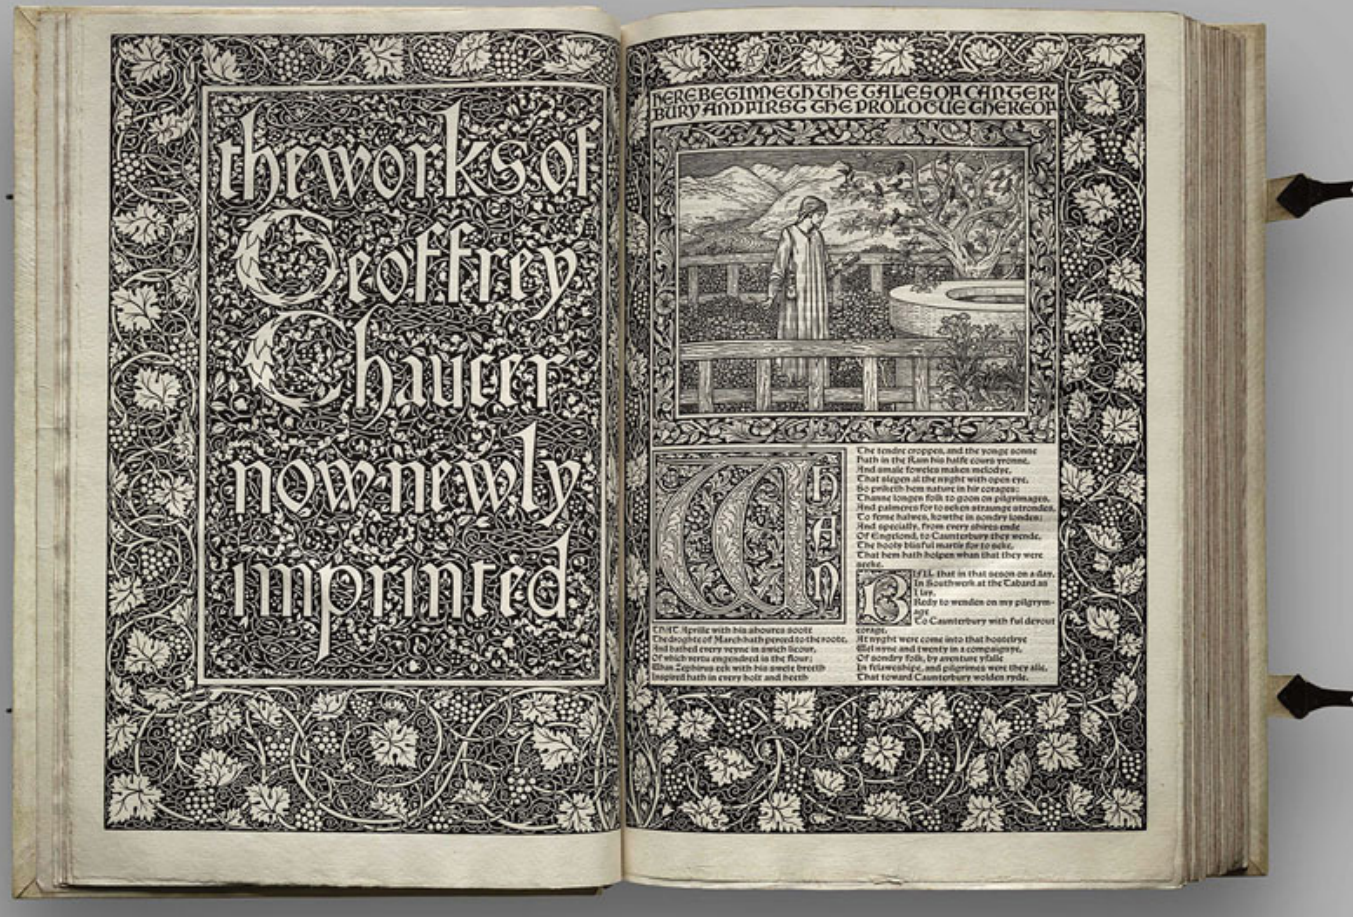 the works of
Geoffrey
Chaucer
now newly
imprinted
HERE BEGINNETH THE TALES OF CANTER-
BURY AND FIRST THE PROLOGUE THEREOF
WHAN
THAT Aprille with his shoures soote
The droghte of March hath perced to the roote,
And bathed every veyne in swich licour,
Of which vertu engendred is the flour;
Whan Zephirus eek with his swete breeth
Inspired hath in every holt and heeth
The tendre croppes, and the yonge sonne
Hath in the Ram his halfe cours yronne,
And smale foweles maken melodye,
That slepen al the nyght with open eye,
So priketh hem nature in hir corages;
Thanne longen folk to goon on pilgrimages,
And palmeres for to seken straunge strondes,
To ferne halwes, kowthe in sondry londes;
And specially, from every shires ende
Of Engelond, to Caunterbury they wende,
The hooly blisful martir for to seke,
That hem hath holpen whan that they were
seeke.
BIFIL that in that seson on a day,
In Southwerk at the Tabard as
I lay,
Redy to wenden on my pilgrym-
age
To Caunterbury with ful devout
corage,
At nyght were come into that hostelrye
Wel nyne and twenty in a compaignye,
Of sondry folk, by aventure yfalle
In felaweshipe, and pilgrimes were they alle,
That toward Caunterbury wolden ryde.